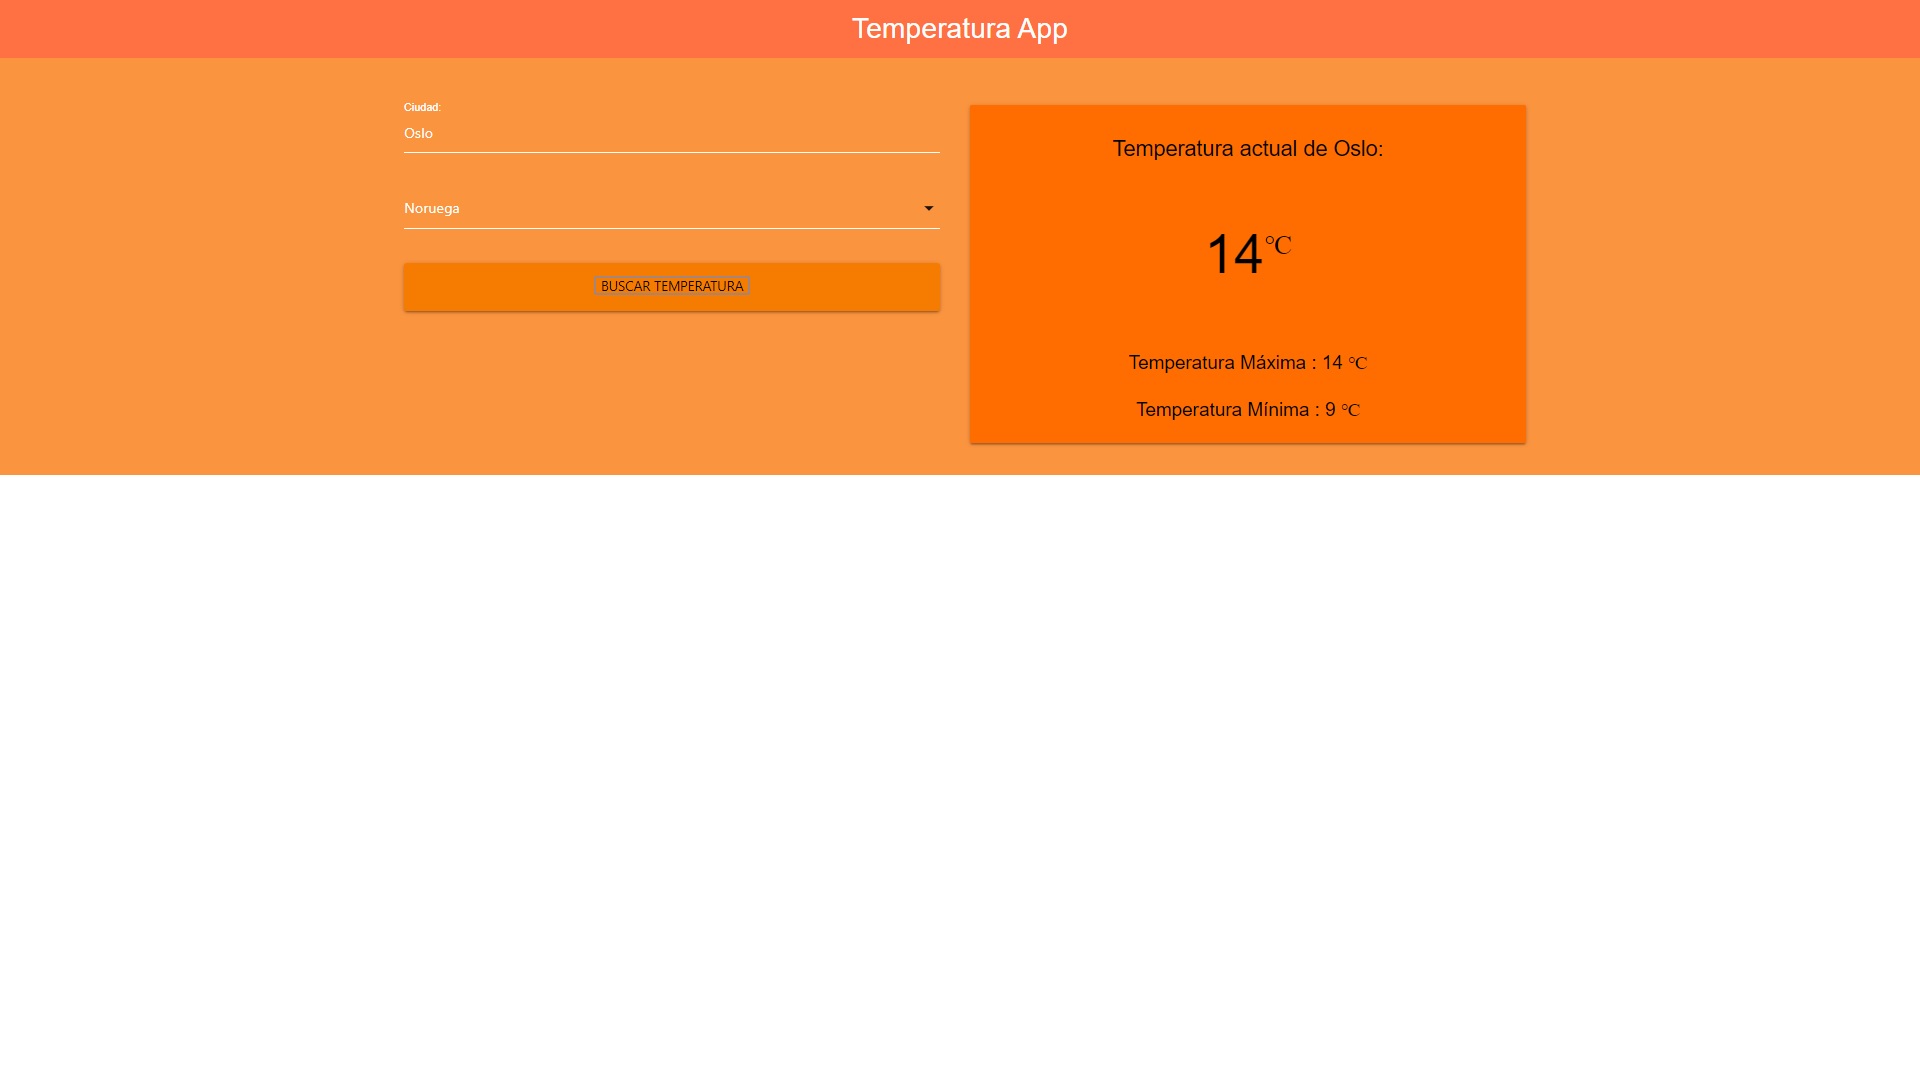 Temperatura App
Ciudad:
Oslo
Noruega
BUSCAR TEMPERATURA
Temperatura actual de Oslo:
14℃
Temperatura Máxima : 14 ℃
Temperatura Mínima : 9 ℃